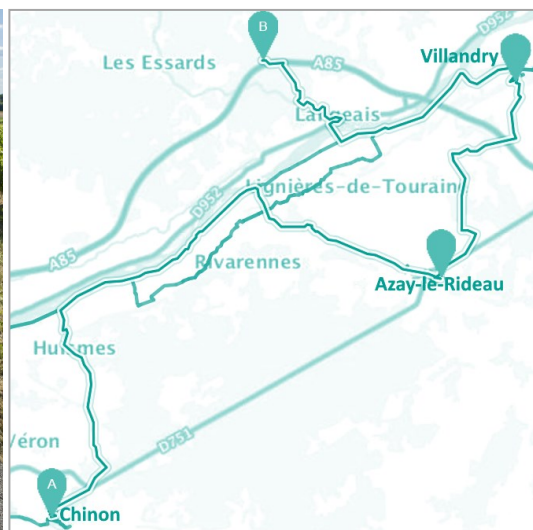 B
Villandry
D952
Les Essards
A85
Langeais
Lignières-de-Touraine
D952
A85
Rivarennes
Azay-le-Rideau
Huismes
Véron
D751
A
Chinon